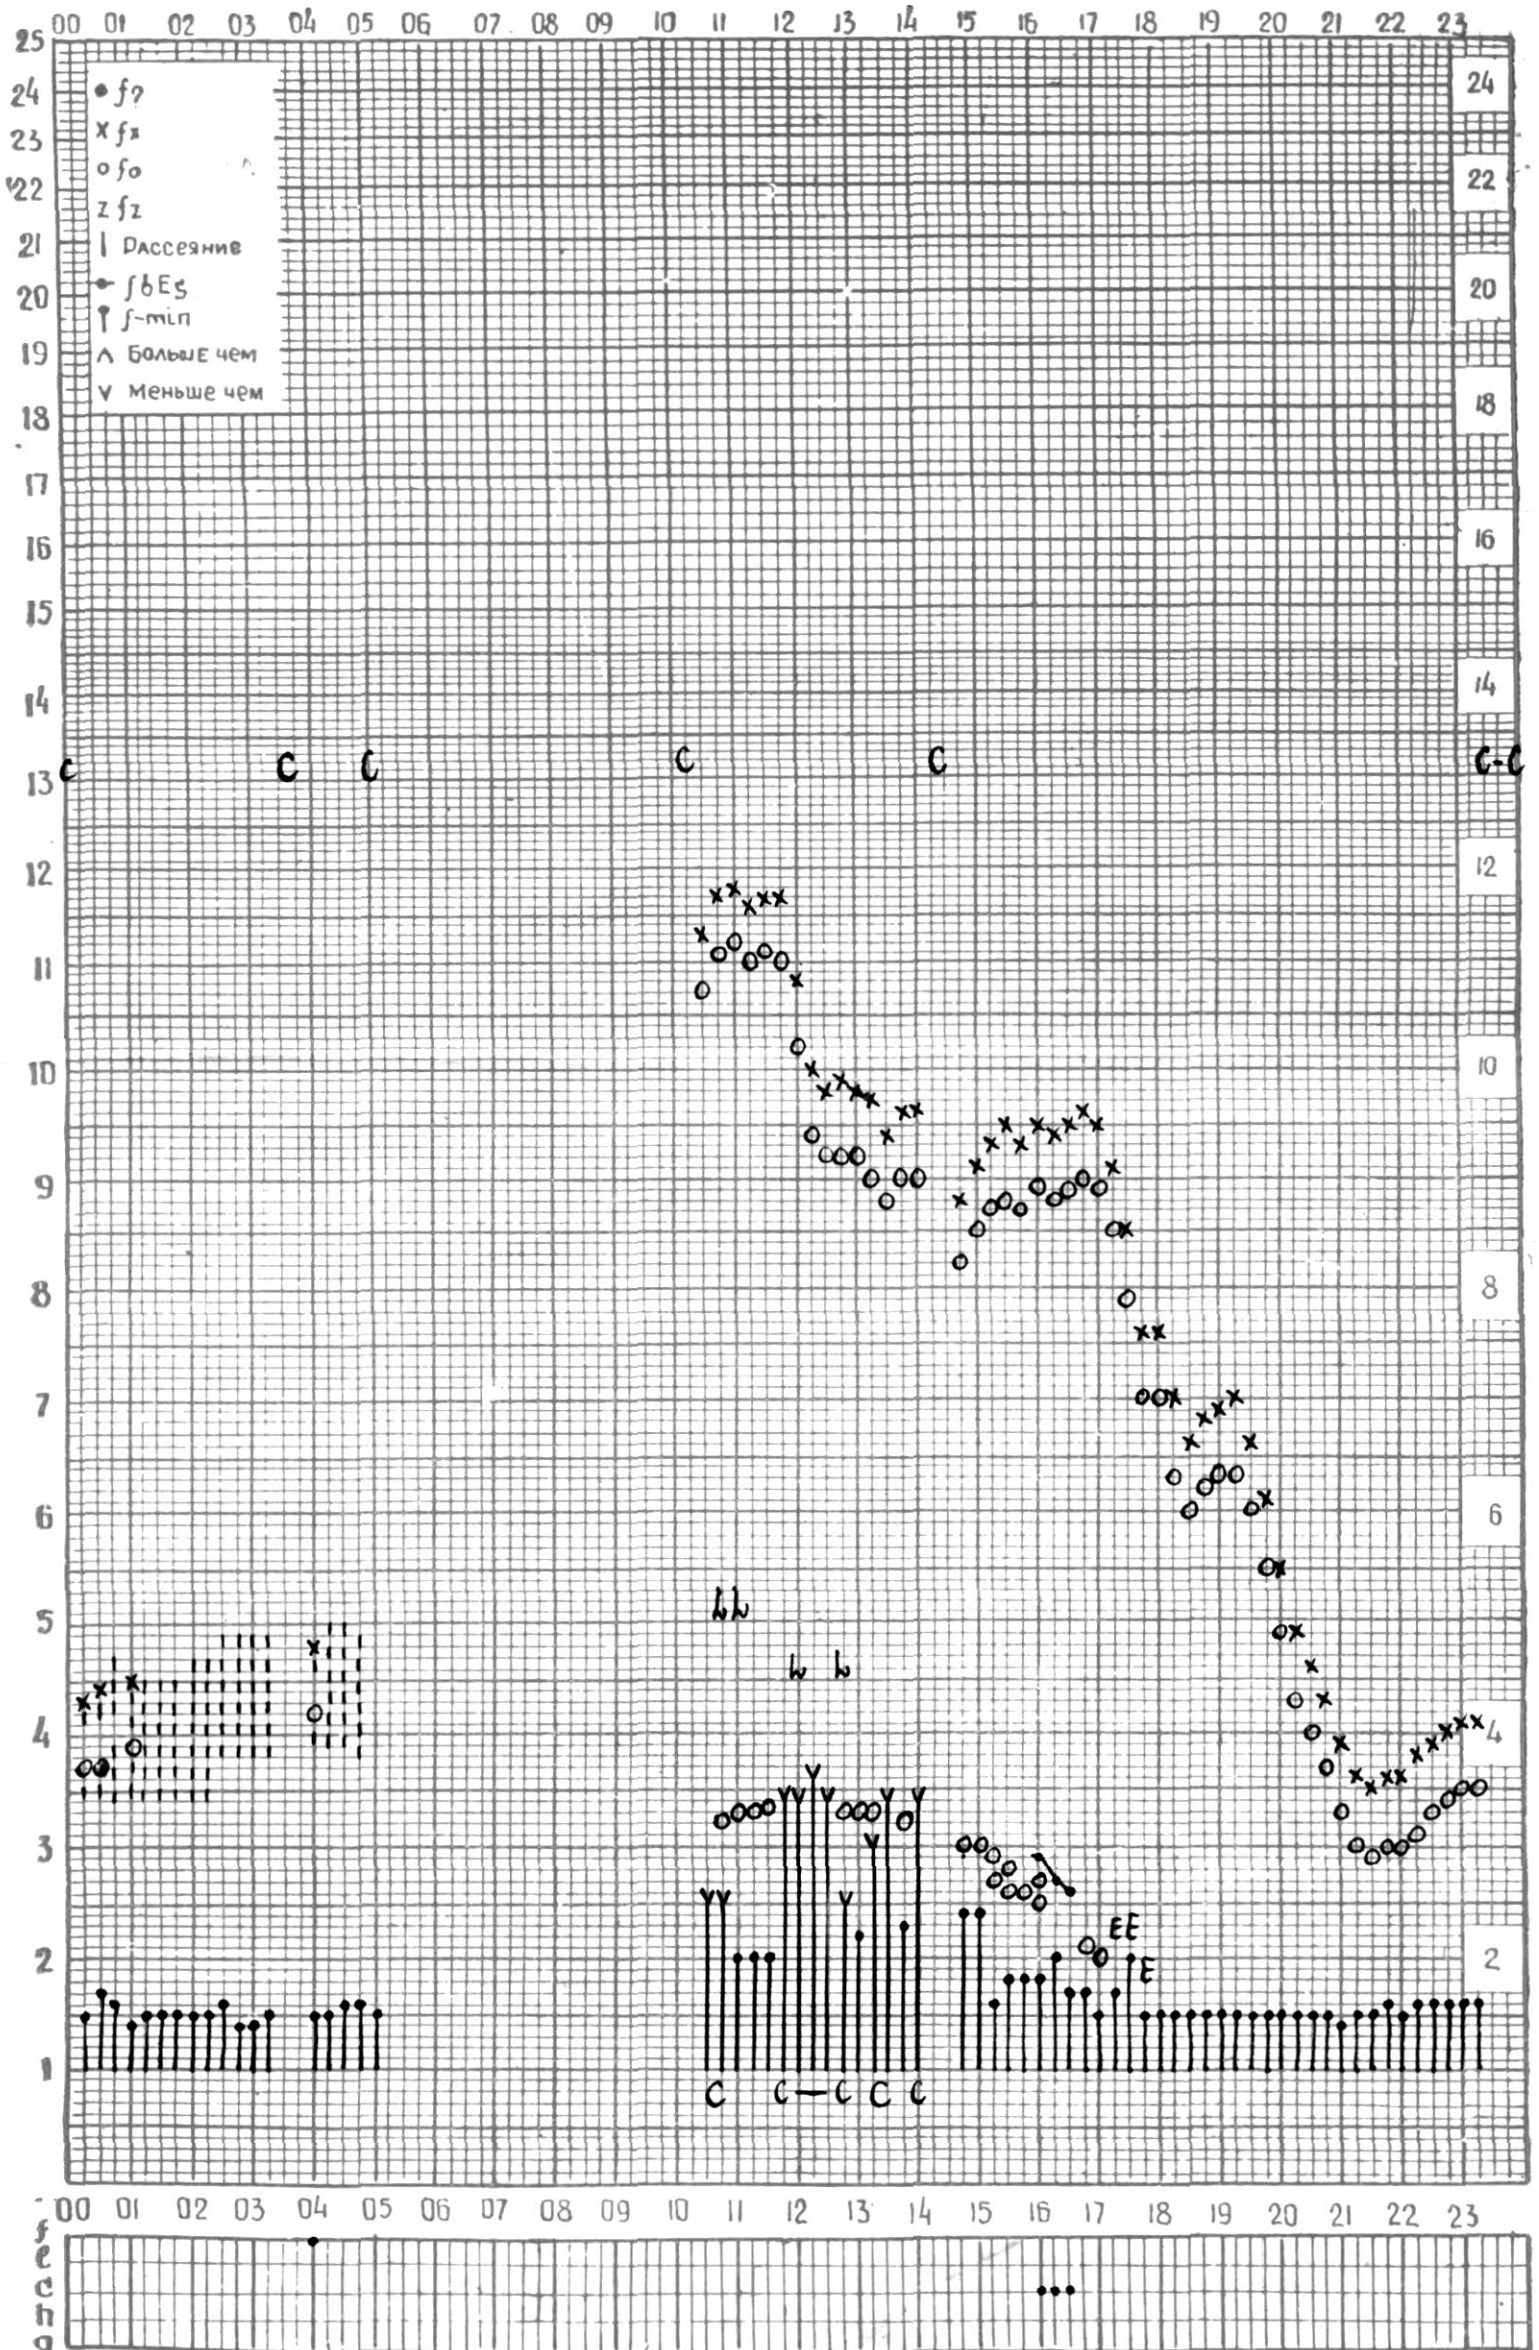 00 01 02 03 04 05 06 07 08 09 10 11 12 13 14 15 16 17 18 19 20 21 22 23
25
24 24
23
22 22
21
20 20
19
18 18
17
16 16
15
14 14
13
12 12
11
10 10
9
8 8
7
6 6
5
4 4
3
2 2
1
f?
x fx
o fo
z fz
| Рассеяние
fbEs
f-min
∧ Больше чем
∨ Меньше чем
C C C C C C-C
L L
L L
E E
E
C C — C C C
00 01 02 03 04 05 06 07 08 09 10 11 12 13 14 15 16 17 18 19 20 21 22 23
f
l
c
h